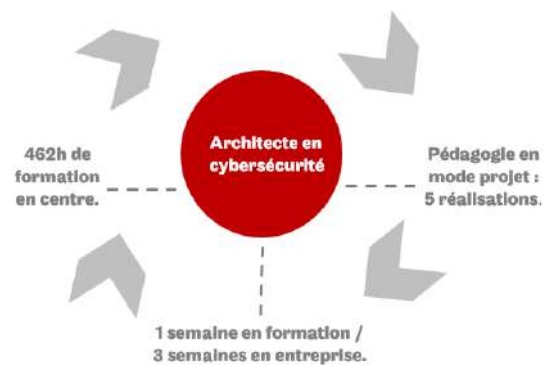 Architecte en
cybersécurité
462h de
formation
en centre.
Pédagogie en
mode projet :
5 réalisations.
1 semaine en formation /
3 semaines en entreprise.